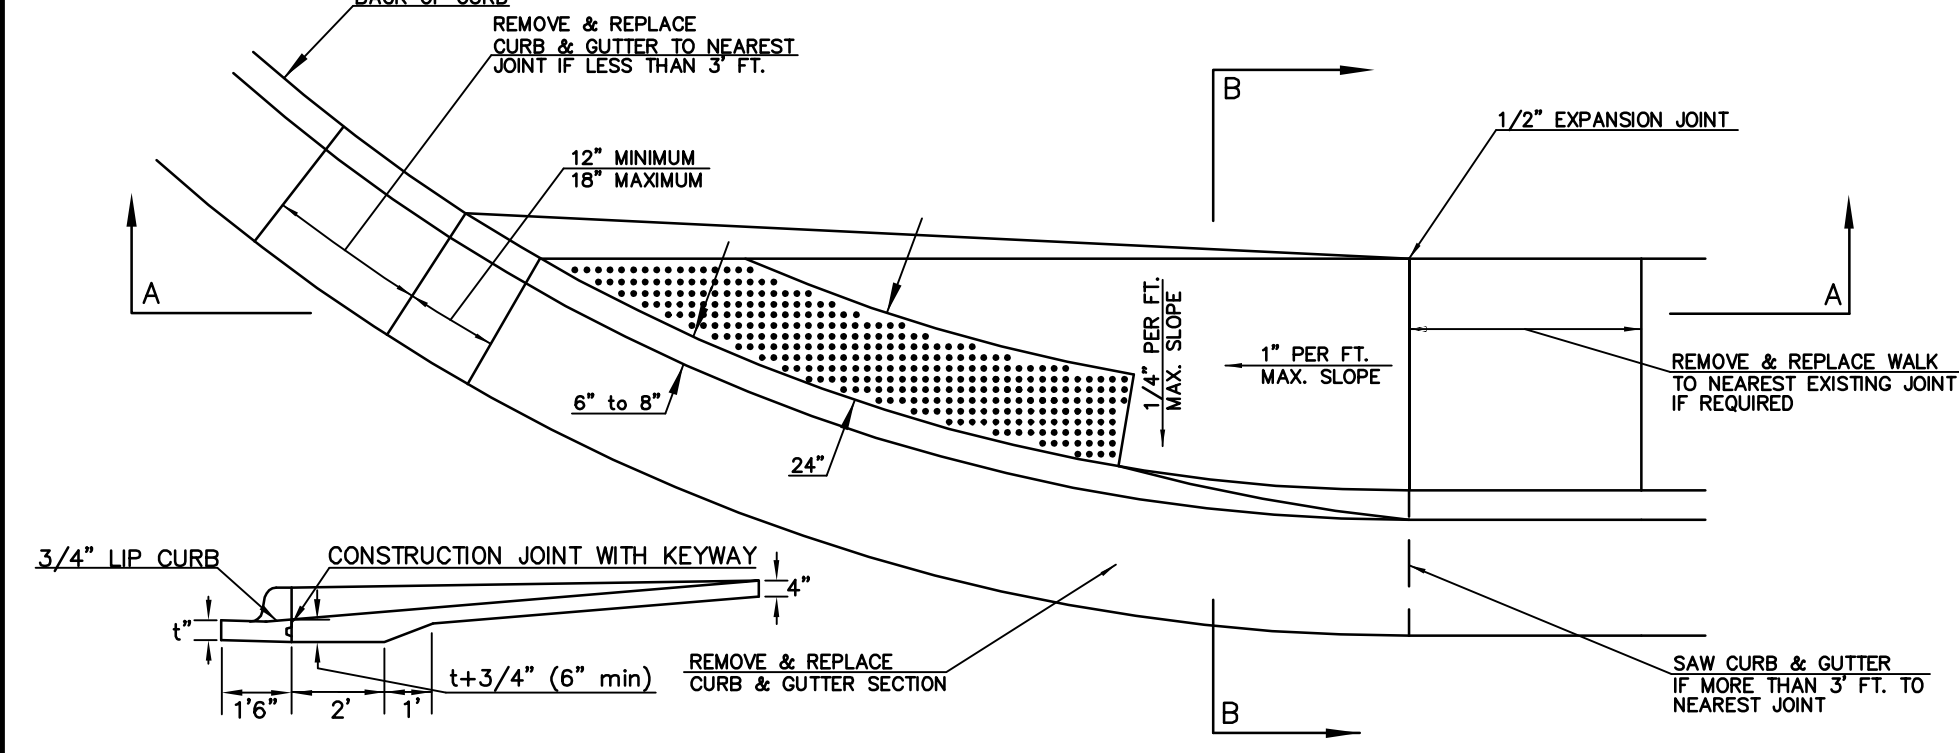 BACK OF CURB
REMOVE & REPLACE
CURB & GUTTER TO NEAREST
JOINT IF LESS THAN 3' FT.
B
1/2" EXPANSION JOINT
12" MINIMUM
18" MAXIMUM
A
A
1/4" PER FT.
MAX. SLOPE
1" PER FT.
MAX. SLOPE
REMOVE & REPLACE WALK
TO NEAREST EXISTING JOINT
IF REQUIRED
6" to 8"
24"
3/4" LIP CURB
CONSTRUCTION JOINT WITH KEYWAY
4"
t"
t+3/4" (6" min)
1'6"
2'
1'
REMOVE & REPLACE
CURB & GUTTER SECTION
SAW CURB & GUTTER
IF MORE THAN 3' FT. TO
NEAREST JOINT
B